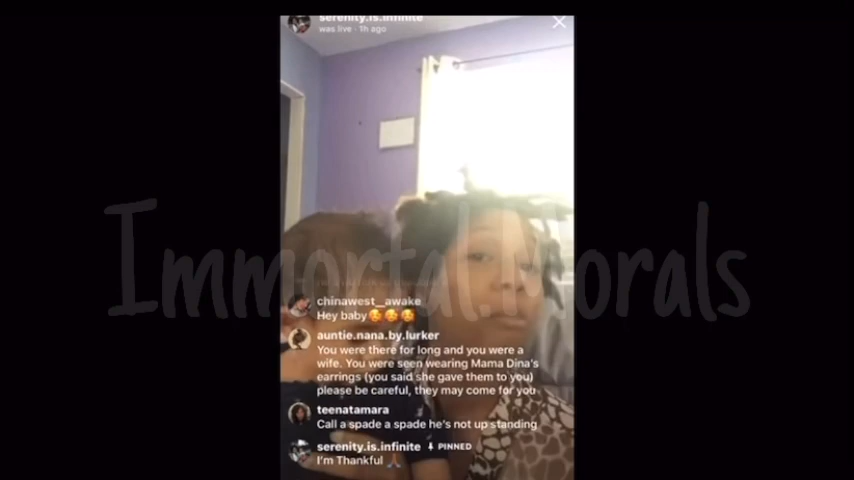 serenity.is.infinite
was live · 1h ago
Immortal.Morals
chinawest_awake
Hey baby🥰🥰🥰
auntie.nana.by.lurker
You were there for long and you were a
wife. You were seen wearing Mama Dina's
earrings (you said she gave them to you)
please be careful, they may come for you
teenatamara
Call a spade a spade he's not up standing
serenity.is.infinite PINNED
I'm Thankful 🙏🏾